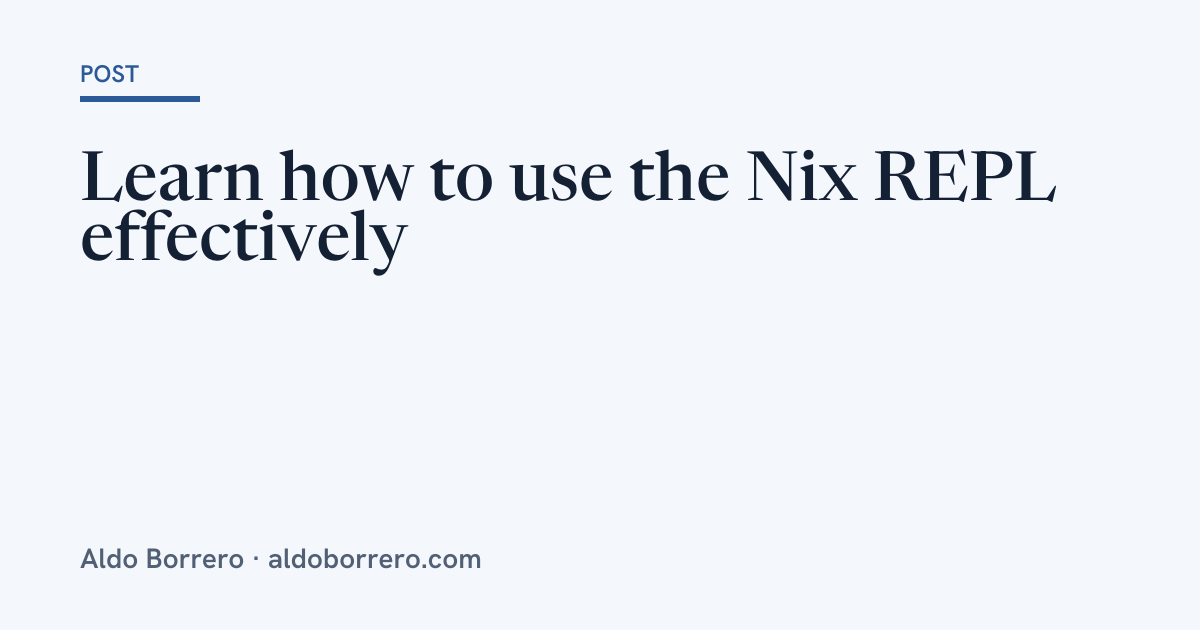 POST
Learn how to use the Nix REPL
effectively
Aldo Borrero · aldoborrero.com